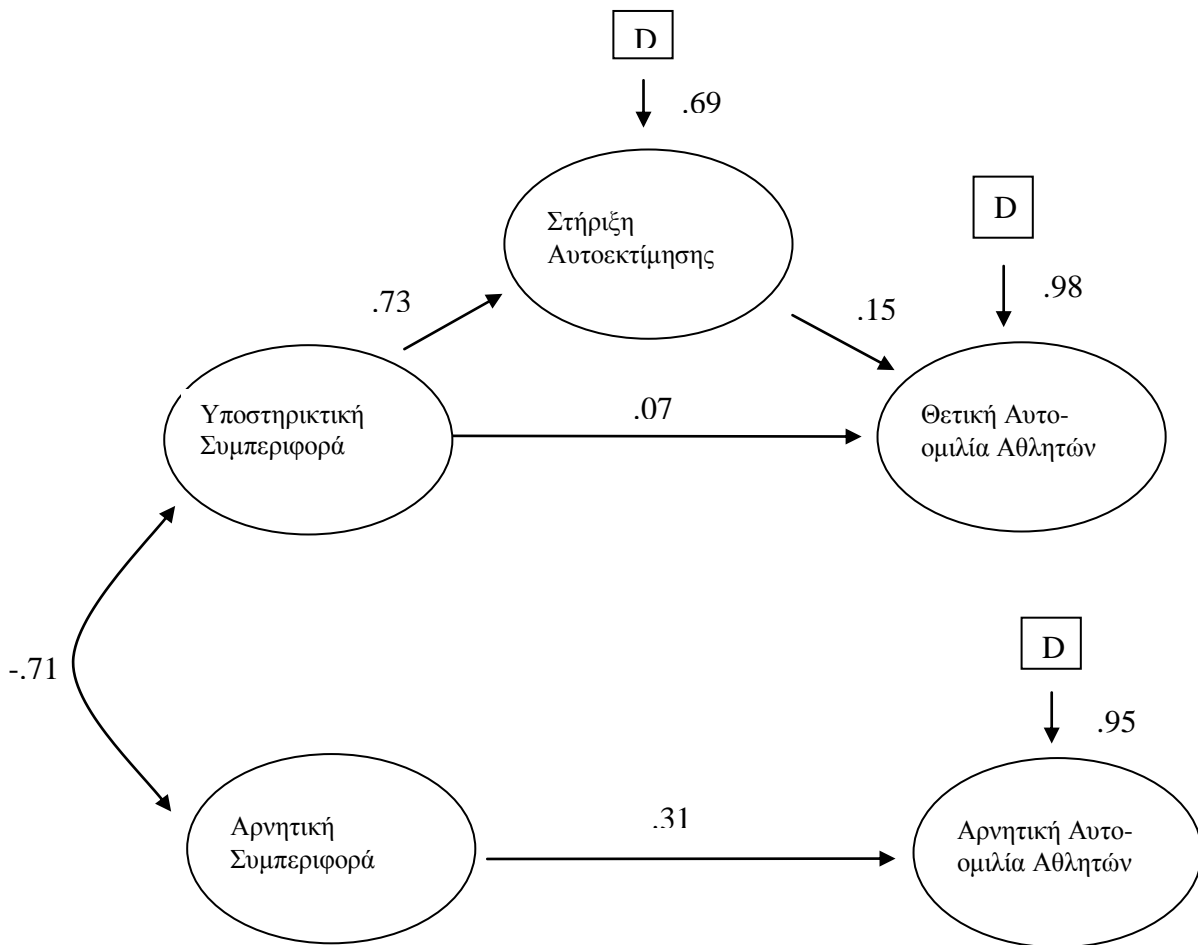 D
.69
Στήριξη
Αυτοεκτίμησης
D
.98
.73
.15
Υποστηρικτική
Συμπεριφορά
.07
Θετική Αυτο-
ομιλία Αθλητών
-.71
D
.95
Αρνητική
Συμπεριφορά
.31
Αρνητική Αυτο-
ομιλία Αθλητών